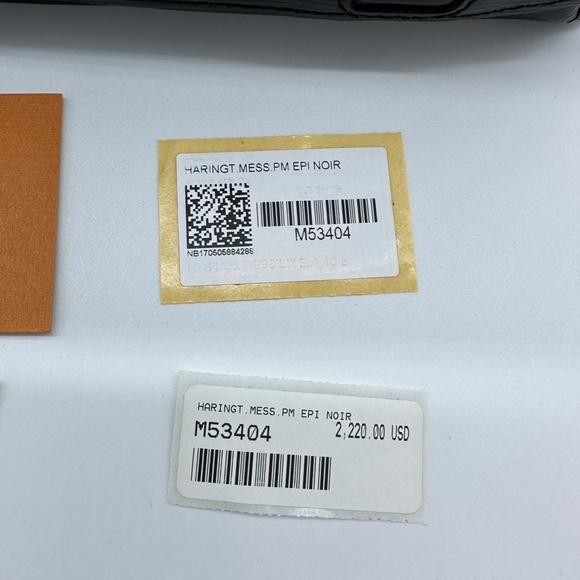 HARINGT.MESS.PM EPI NOIR
M53404
NB170505884288
HARINGT.MESS.PM EPI NOIR
M53404 2,220.00 USD